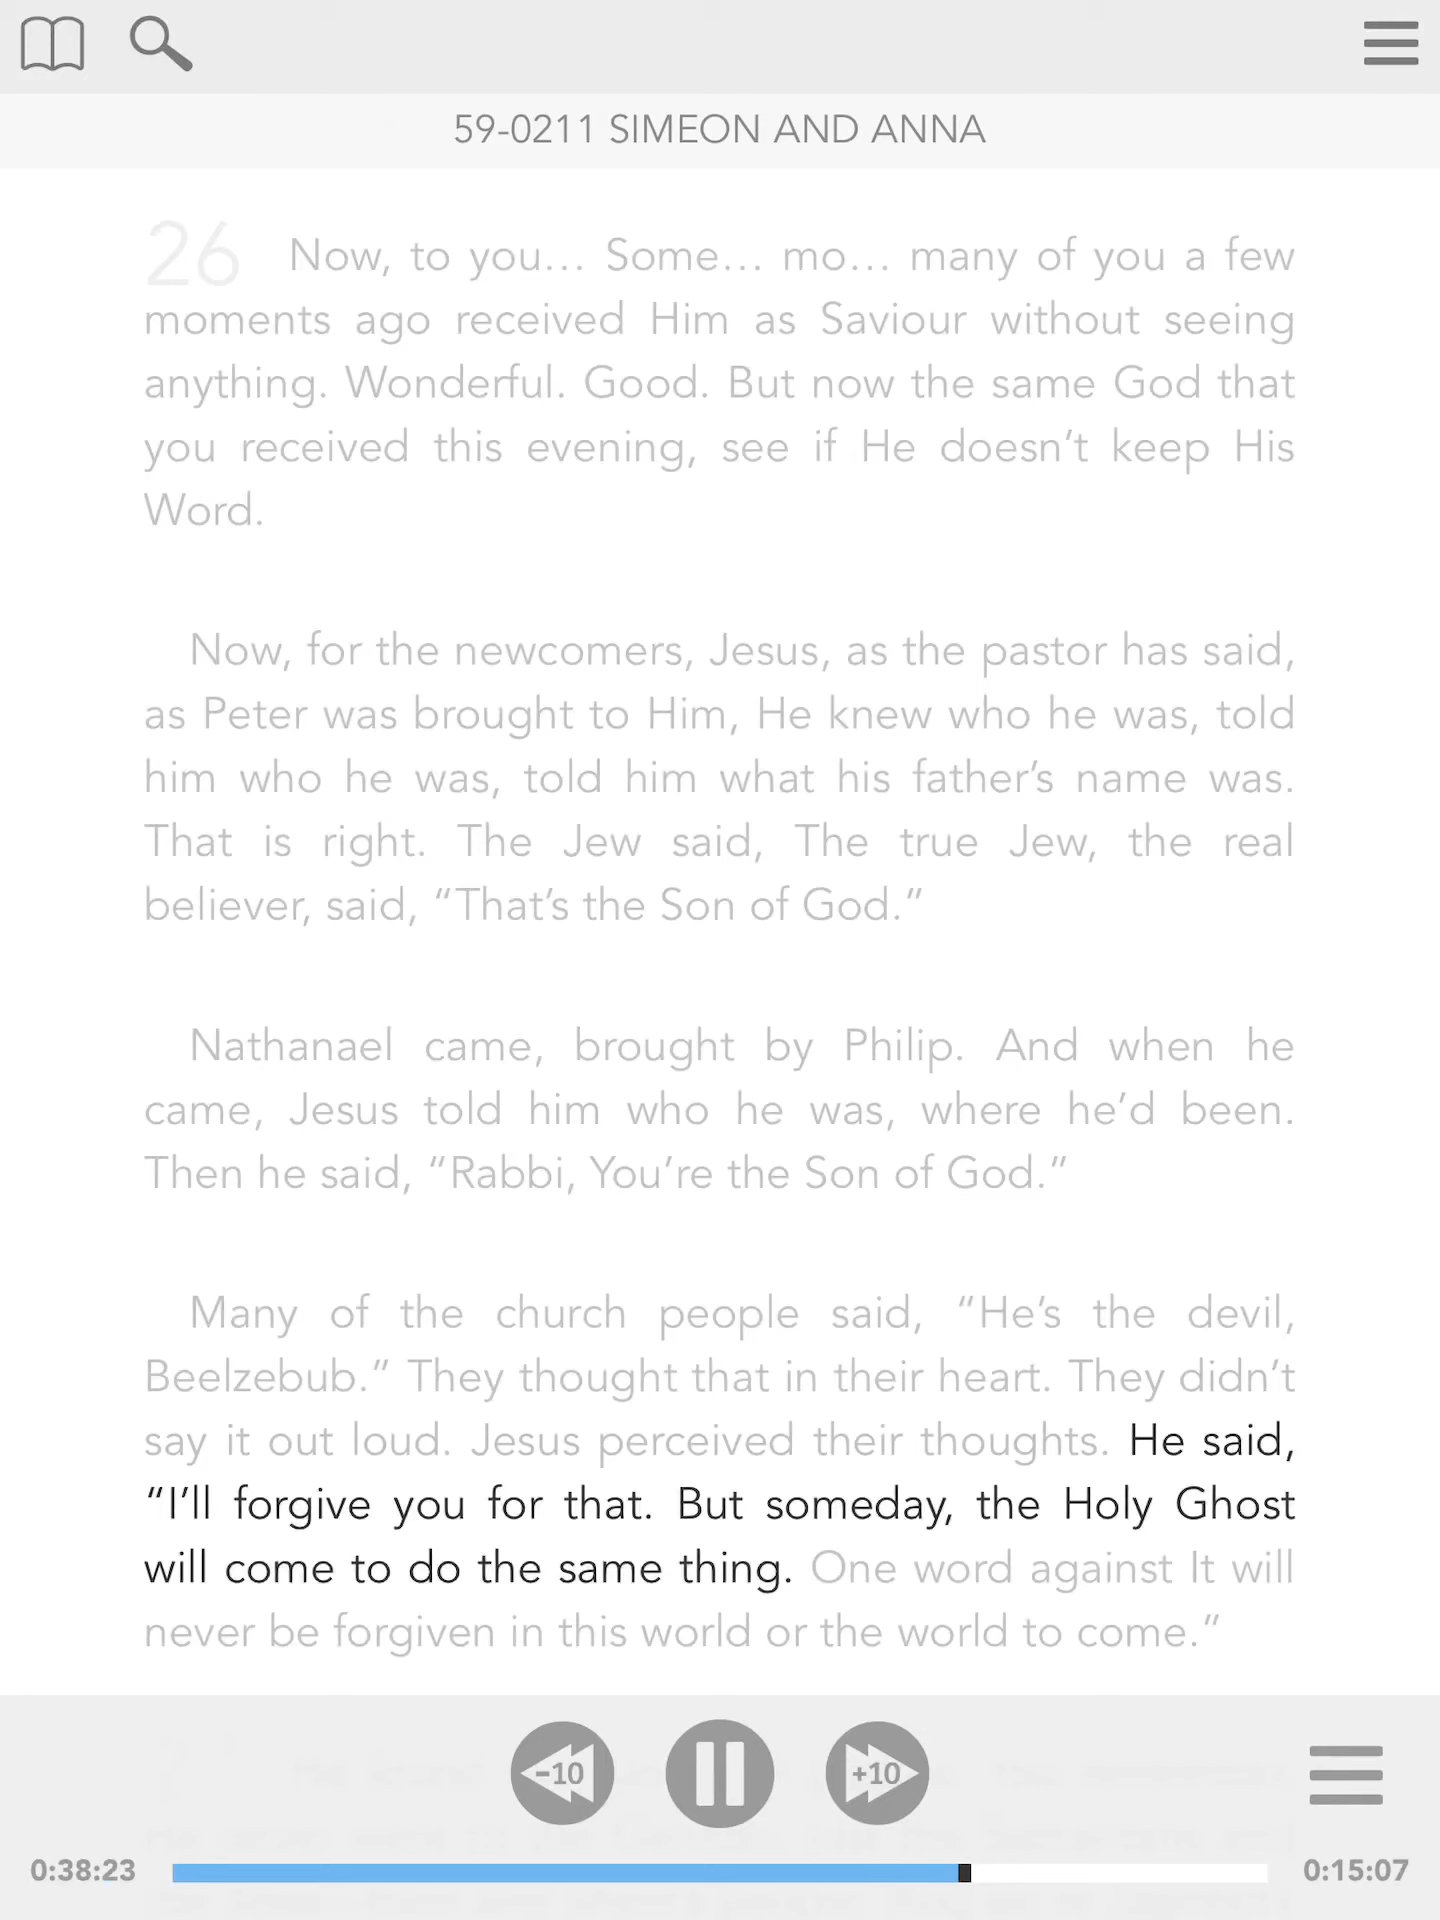 59-0211 SIMEON AND ANNA
26 Now, to you… Some… mo… many of you a few
moments ago received Him as Saviour without seeing
anything. Wonderful. Good. But now the same God that
you received this evening, see if He doesn’t keep His
Word.
Now, for the newcomers, Jesus, as the pastor has said,
as Peter was brought to Him, He knew who he was, told
him who he was, told him what his father’s name was.
That is right. The Jew said, The true Jew, the real
believer, said, “That’s the Son of God.”
Nathanael came, brought by Philip. And when he
came, Jesus told him who he was, where he’d been.
Then he said, “Rabbi, You’re the Son of God.”
Many of the church people said, “He’s the devil,
Beelzebub.” They thought that in their heart. They didn’t
say it out loud. Jesus perceived their thoughts. He said,
“I’ll forgive you for that. But someday, the Holy Ghost
will come to do the same thing. One word against It will
never be forgiven in this world or the world to come.”
-10 +10
0:38:23 0:15:07